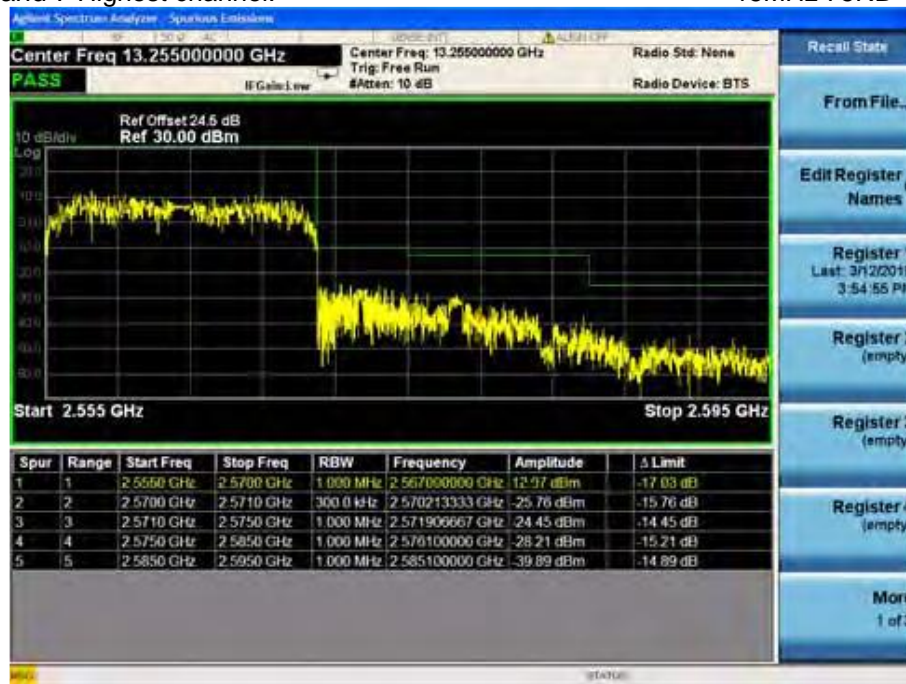 and 7 Highest channel:
Agilent Spectrum Analyzer - Spurious Emissions
Center Freq 13.255000000 GHz
PASS
IFGain:Low
Center Freq: 13.255000000 GHz
Trig: Free Run
#Atten: 10 dB
Radio Std: None
Radio Device: BTS
Ref Offset 24.5 dB
10 dB/div Ref 30.00 dBm
Log
Start 2.555 GHz Stop 2.595 GHz
Spur Range Start Freq Stop Freq RBW Frequency Amplitude Δ Limit
1 1 2.5550 GHz 2.5700 GHz 1.000 MHz 2.567000000 GHz 12.97 dBm -17.03 dB
2 2 2.5700 GHz 2.5710 GHz 300.0 kHz 2.570213333 GHz -25.76 dBm -15.76 dB
3 3 2.5710 GHz 2.5750 GHz 1.000 MHz 2.571906667 GHz -24.45 dBm -14.45 dB
4 4 2.5750 GHz 2.5850 GHz 1.000 MHz 2.576100000 GHz -28.21 dBm -15.21 dB
5 5 2.5850 GHz 2.5950 GHz 1.000 MHz 2.585100000 GHz -39.89 dBm -14.89 dB
Recall State
From File..
Edit Register
Names
Register
Last: 3/12/201
3:54:55 PM
Register
(empty
Register
(empty
Register
(empty
More
1 of
MSG STATUS